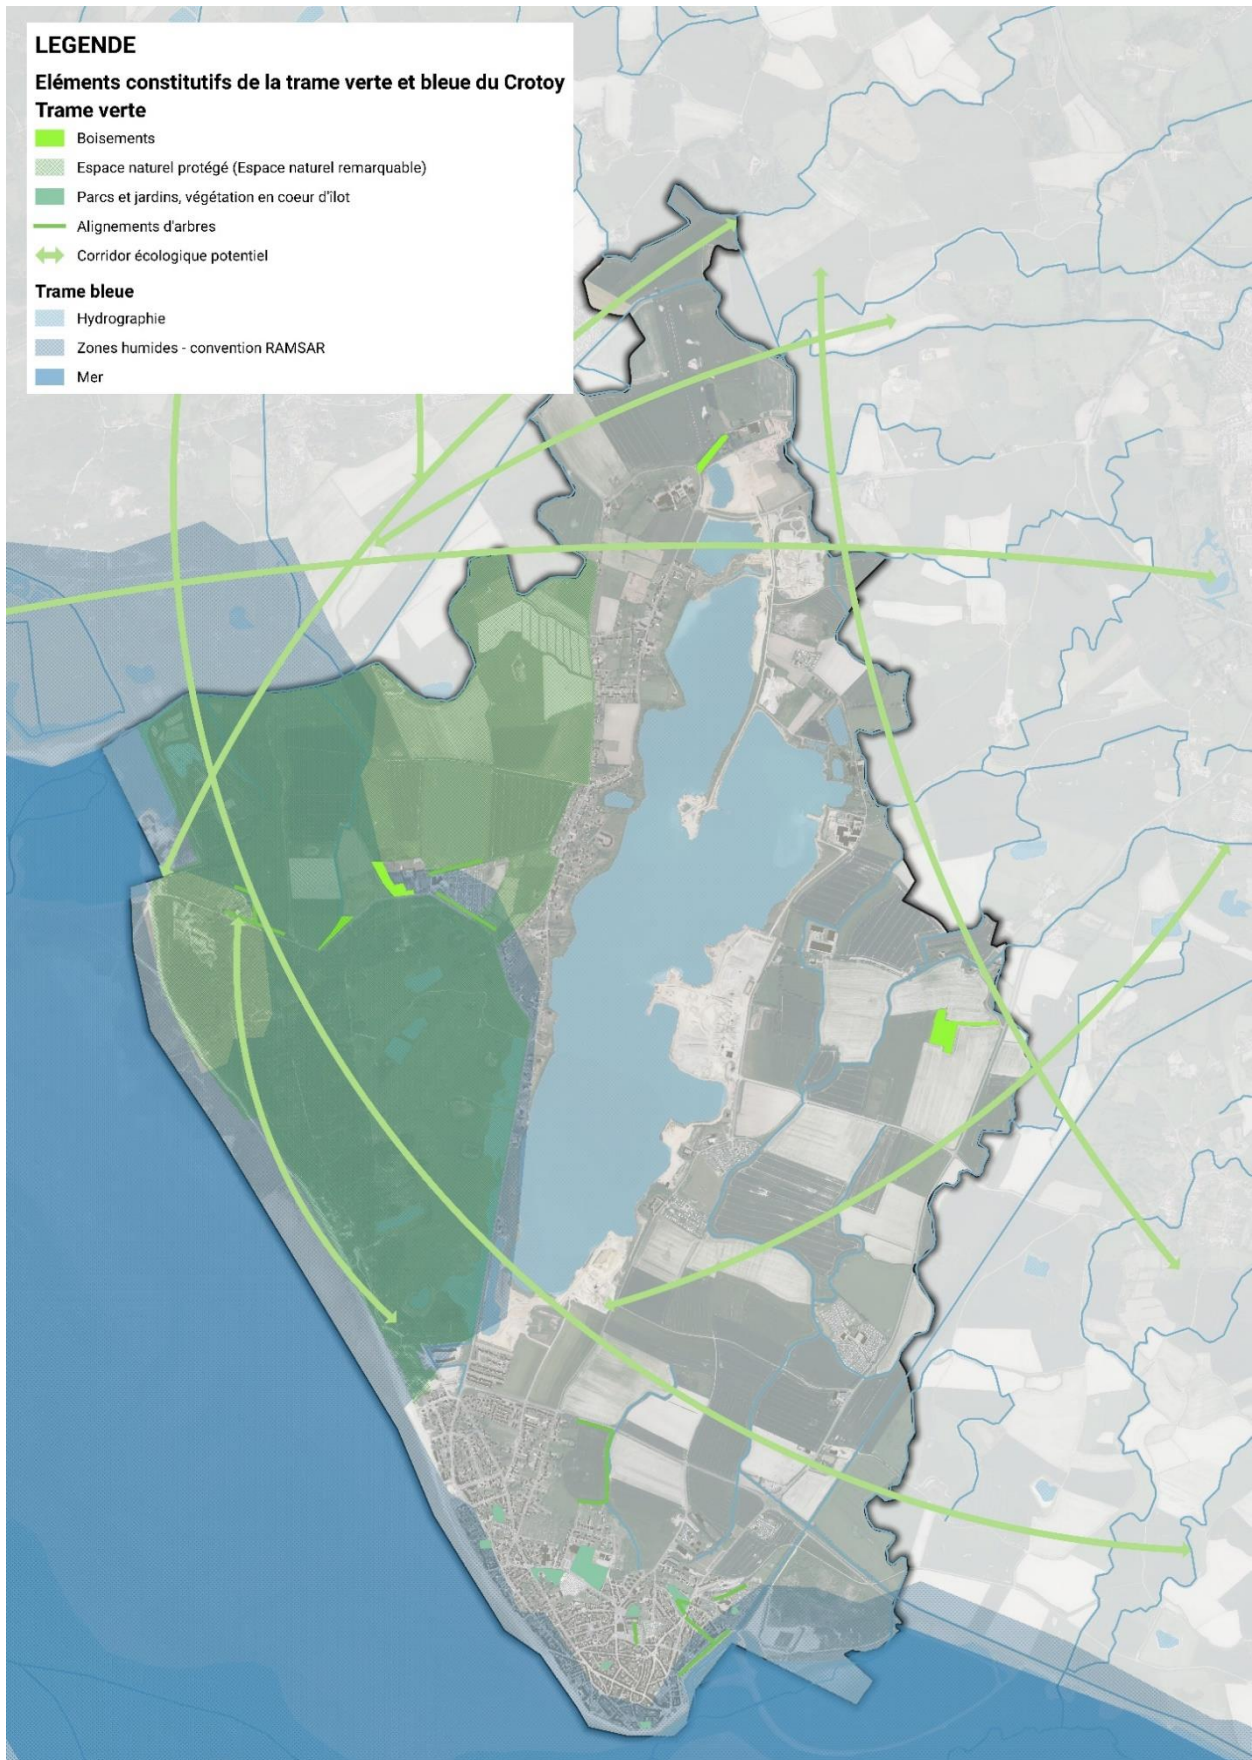 LEGENDE
Eléments constitutifs de la trame verte et bleue du Crotoy
Trame verte
Boisements
Espace naturel protégé (Espace naturel remarquable)
Parcs et jardins, végétation en coeur d'îlot
Alignements d'arbres
Corridor écologique potentiel
Trame bleue
Hydrographie
Zones humides - convention RAMSAR
Mer